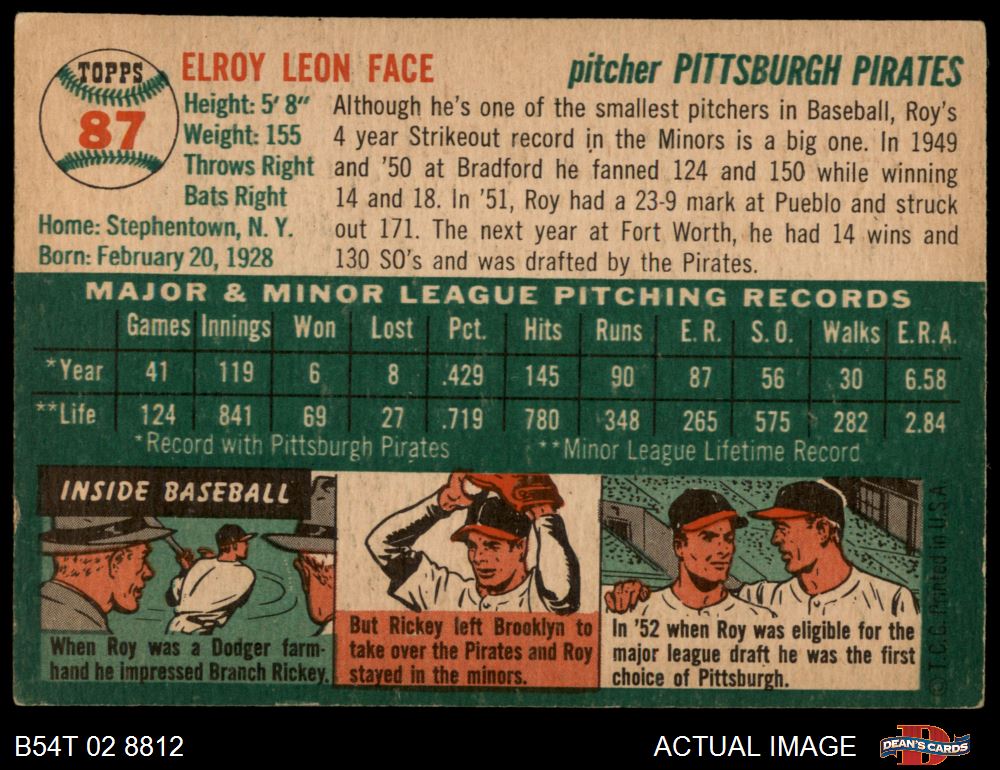 TOPPS
87
ELROY LEON FACE
pitcher PITTSBURGH PIRATES
Height: 5' 8"
Weight: 155
Throws Right
Bats Right
Home: Stephentown, N. Y.
Born: February 20, 1928
Although he's one of the smallest pitchers in Baseball, Roy's
4 year Strikeout record in the Minors is a big one. In 1949
and '50 at Bradford he fanned 124 and 150 while winning
14 and 18. In '51, Roy had a 23-9 mark at Pueblo and struck
out 171. The next year at Fort Worth, he had 14 wins and
130 SO's and was drafted by the Pirates.
MAJOR & MINOR LEAGUE PITCHING RECORDS
Games Innings Won Lost Pct. Hits Runs E. R. S. O. Walks E.R.A.
*Year 41 119 6 8 .429 145 90 87 56 30 6.58
**Life 124 841 69 27 .719 780 348 265 575 282 2.84
*Record with Pittsburgh Pirates **Minor League Lifetime Record
INSIDE BASEBALL
When Roy was a Dodger farm-
hand he impressed Branch Rickey.
But Rickey left Brooklyn to
take over the Pirates and Roy
stayed in the minors.
In '52 when Roy was eligible for the
major league draft he was the first
choice of Pittsburgh.
© T.C.G. Printed in U.S.A.
B54T 02 8812
ACTUAL IMAGE
DEAN'S CARDS